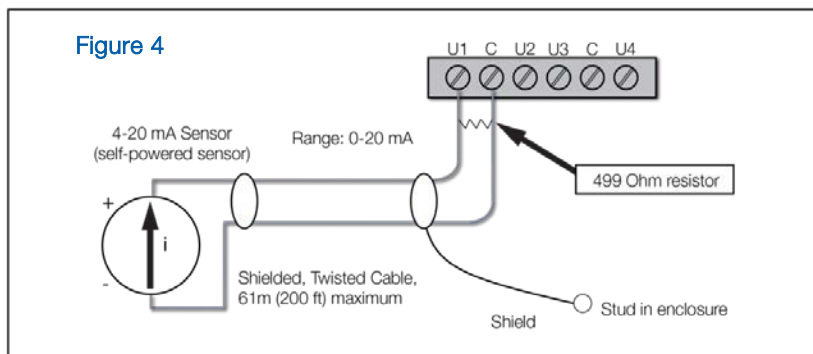 Figure 4
U1 C U2 U3 C U4
4-20 mA Sensor
(self-powered sensor)
Range: 0-20 mA
499 Ohm resistor
+
i
-
Shielded, Twisted Cable,
61m (200 ft) maximum
Shield
Stud in enclosure